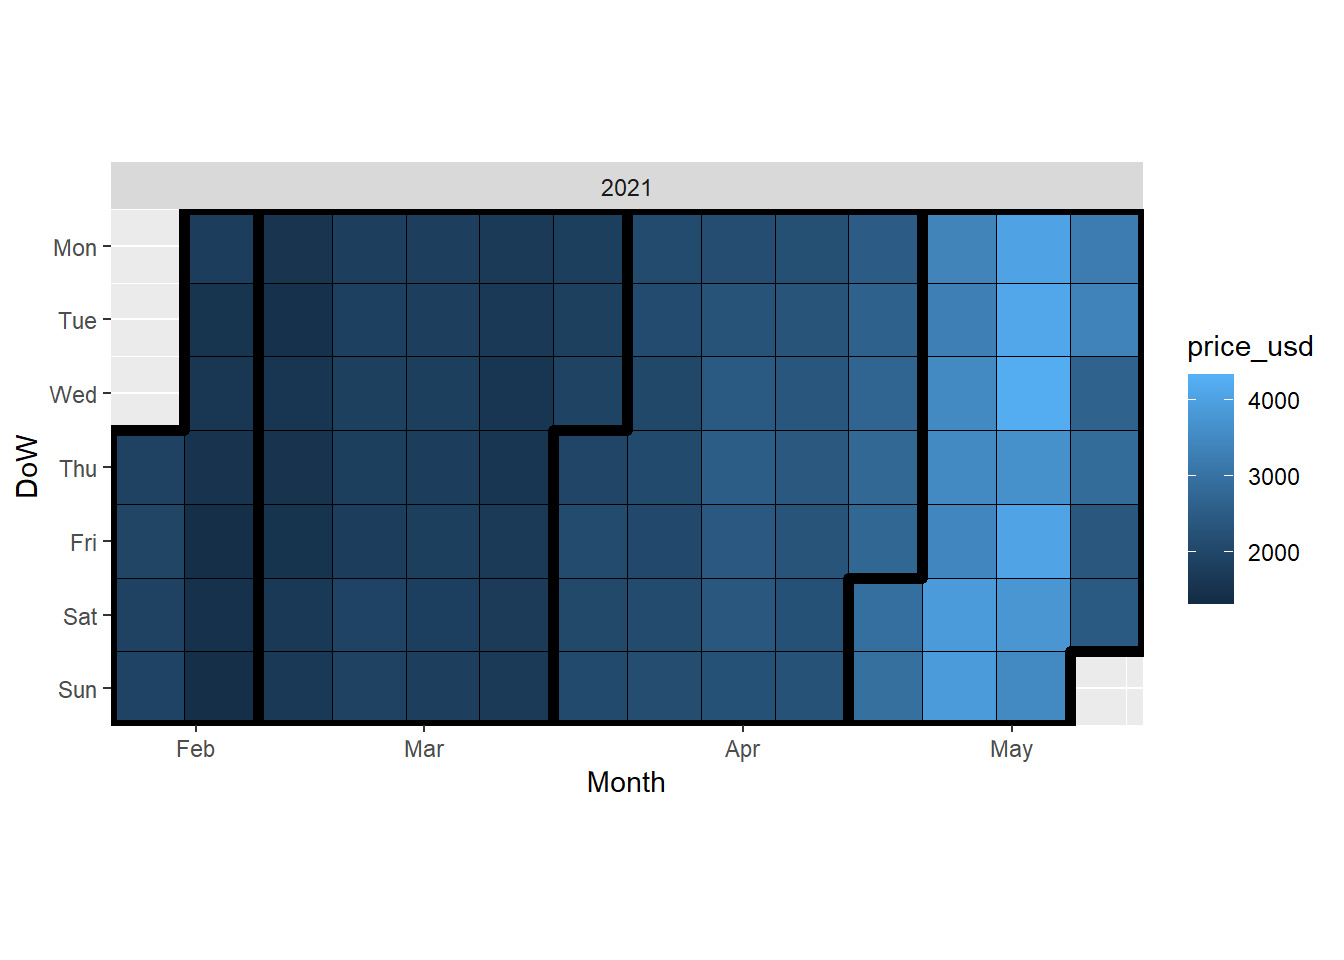 2021
Mon
Tue
Wed
Thu
Fri
Sat
Sun
DoW
Feb Mar Apr May
Month
price_usd
4000
3000
2000